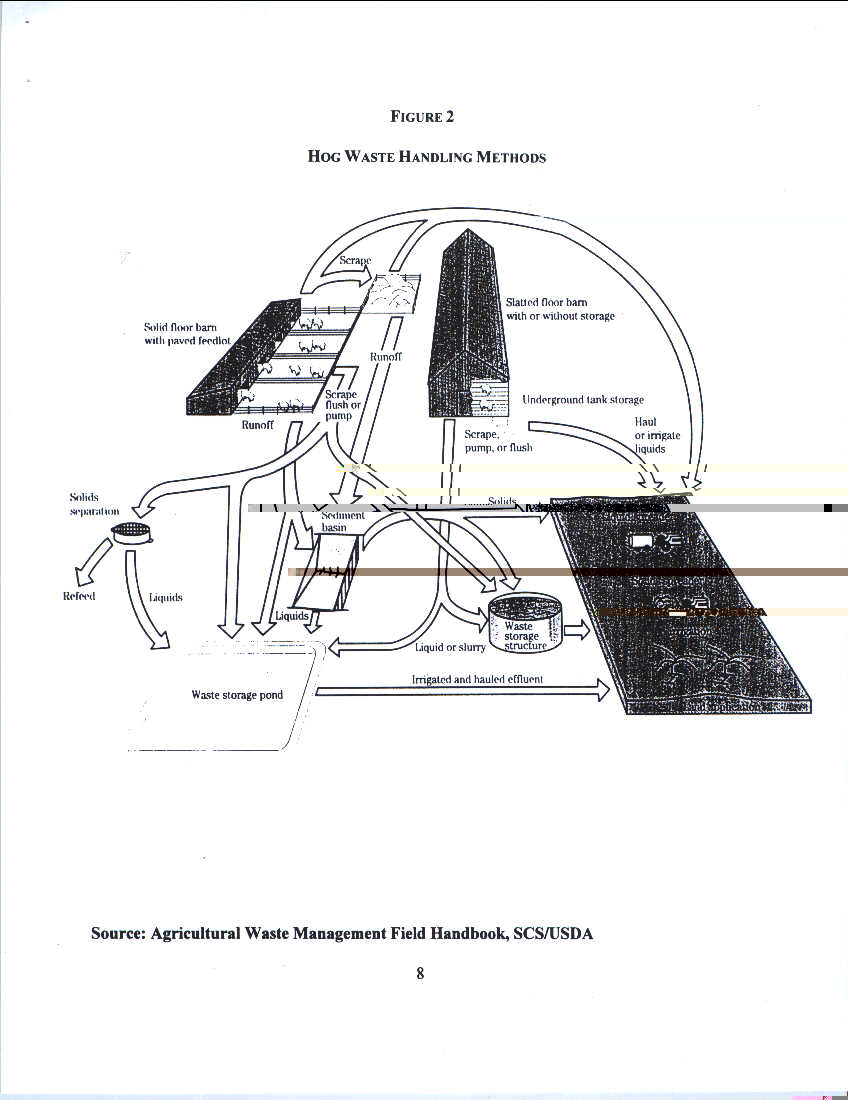 FIGURE 2
HOG WASTE HANDLING METHODS
Scrape
Slatted floor barn
with or without storage
Solid floor barn
with paved feedlot
Runoff
Scrape
flush or
pump
Underground tank storage
Runoff
Scrape,
pump, or flush
Haul
or irrigate
liquids
Solids
separation
Solids
Sediment
basin
Refeed
Liquids
Liquids
Waste
storage
structure
Liquid or slurry
Irrigated and hauled effluent
Waste storage pond
application
Source: Agricultural Waste Management Field Handbook, SCS/USDA
8